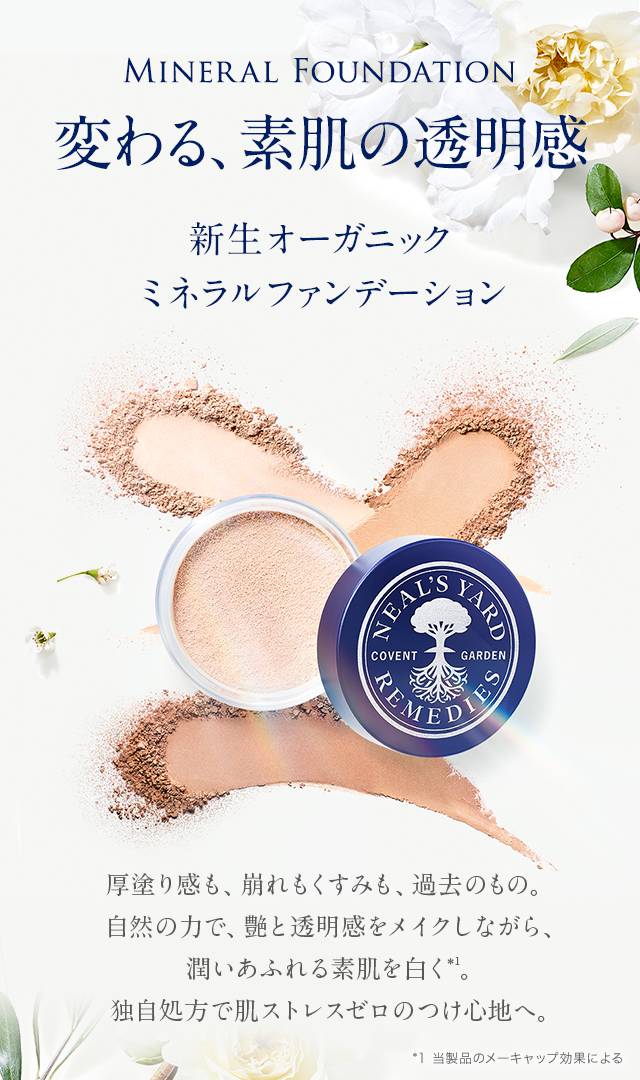 MINERAL FOUNDATION
変わる、素肌の透明感
新生オーガニック
ミネラルファンデーション
NEAL'S YARD
COVENT GARDEN
REMEDIES
厚塗り感も、崩れもくすみも、過去のもの。
自然の力で、艶と透明感をメイクしながら、
潤いあふれる素肌を白く*1。
独自処方で肌ストレスゼロのつけ心地へ。
*1 当製品のメーキャップ効果による